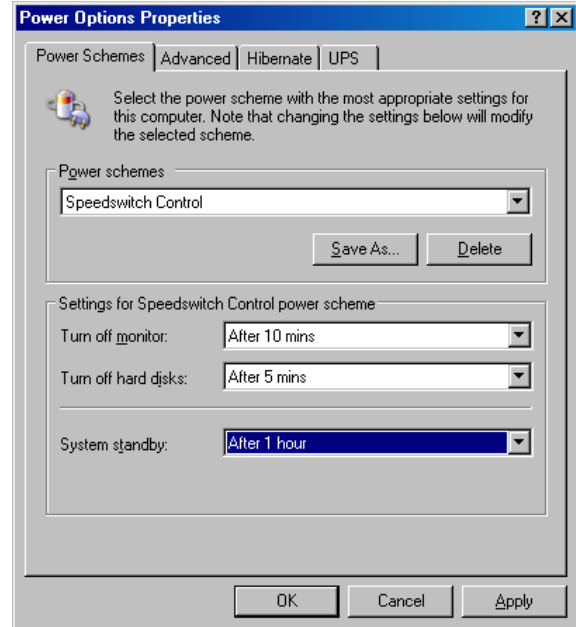 Power Options Properties
Power Schemes Advanced Hibernate UPS
Select the power scheme with the most appropriate settings for
this computer. Note that changing the settings below will modify
the selected scheme.
Power schemes
Speedswitch Control
Save As... Delete
Settings for Speedswitch Control power scheme
Turn off monitor: After 10 mins
Turn off hard disks: After 5 mins
System standby: After 1 hour
OK Cancel Apply